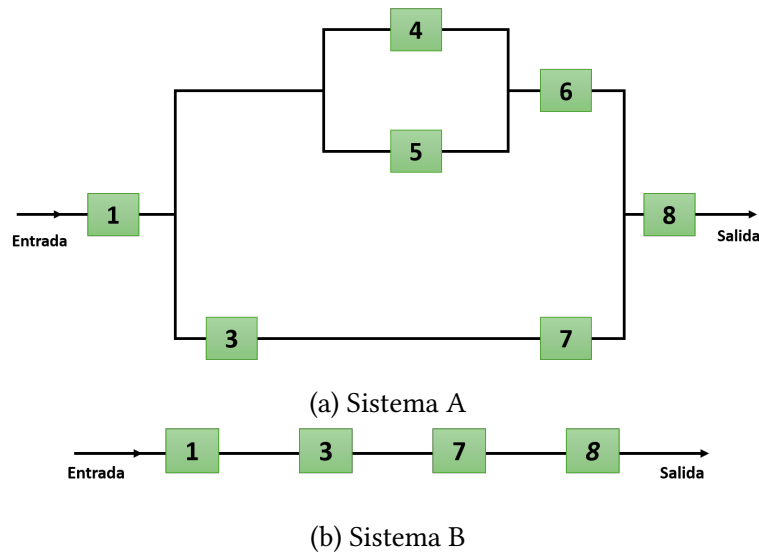 4
6
5
1
8
Entrada
Salida
3
7
(a) Sistema A
1 3 7 8
Entrada
Salida
(b) Sistema B